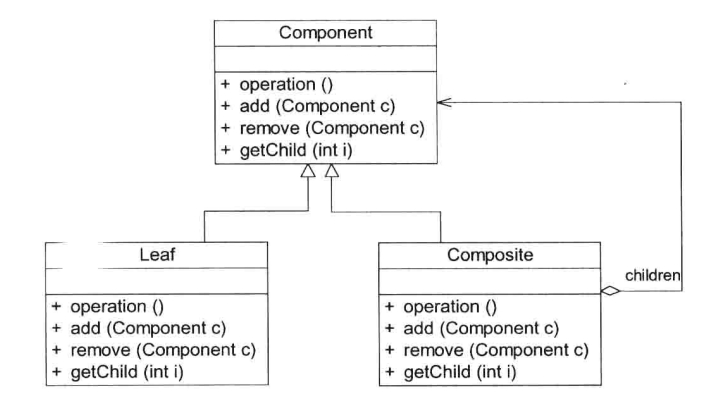 Component
+ operation ()
+ add (Component c)
+ remove (Component c)
+ getChild (int i)
Leaf
+ operation ()
+ add (Component c)
+ remove (Component c)
+ getChild (int i)
Composite
+ operation ()
+ add (Component c)
+ remove (Component c)
+ getChild (int i)
children